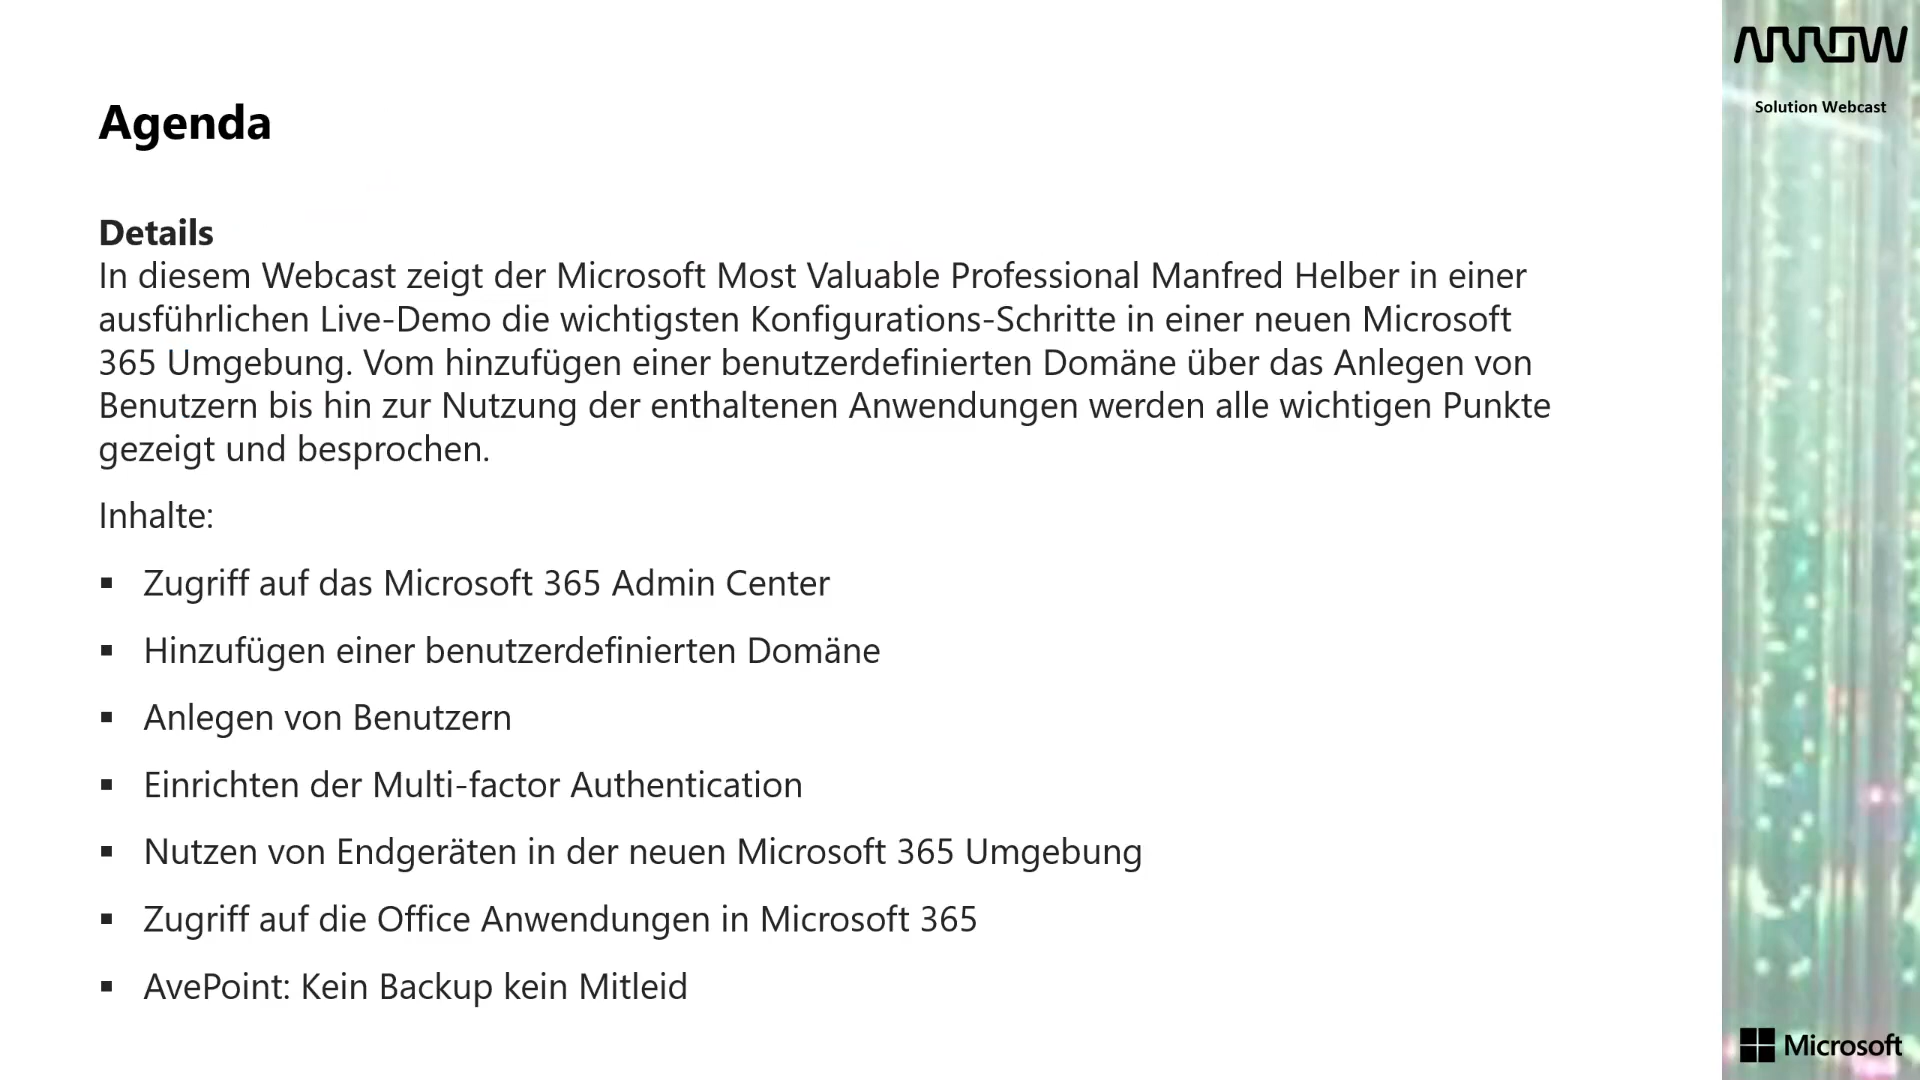 ARROW
Solution Webcast
Agenda
Details
In diesem Webcast zeigt der Microsoft Most Valuable Professional Manfred Helber in einer
ausführlichen Live-Demo die wichtigsten Konfigurations-Schritte in einer neuen Microsoft
365 Umgebung. Vom hinzufügen einer benutzerdefinierten Domäne über das Anlegen von
Benutzern bis hin zur Nutzung der enthaltenen Anwendungen werden alle wichtigen Punkte
gezeigt und besprochen.
Inhalte:
▪ Zugriff auf das Microsoft 365 Admin Center
▪ Hinzufügen einer benutzerdefinierten Domäne
▪ Anlegen von Benutzern
▪ Einrichten der Multi-factor Authentication
▪ Nutzen von Endgeräten in der neuen Microsoft 365 Umgebung
▪ Zugriff auf die Office Anwendungen in Microsoft 365
▪ AvePoint: Kein Backup kein Mitleid
Microsoft